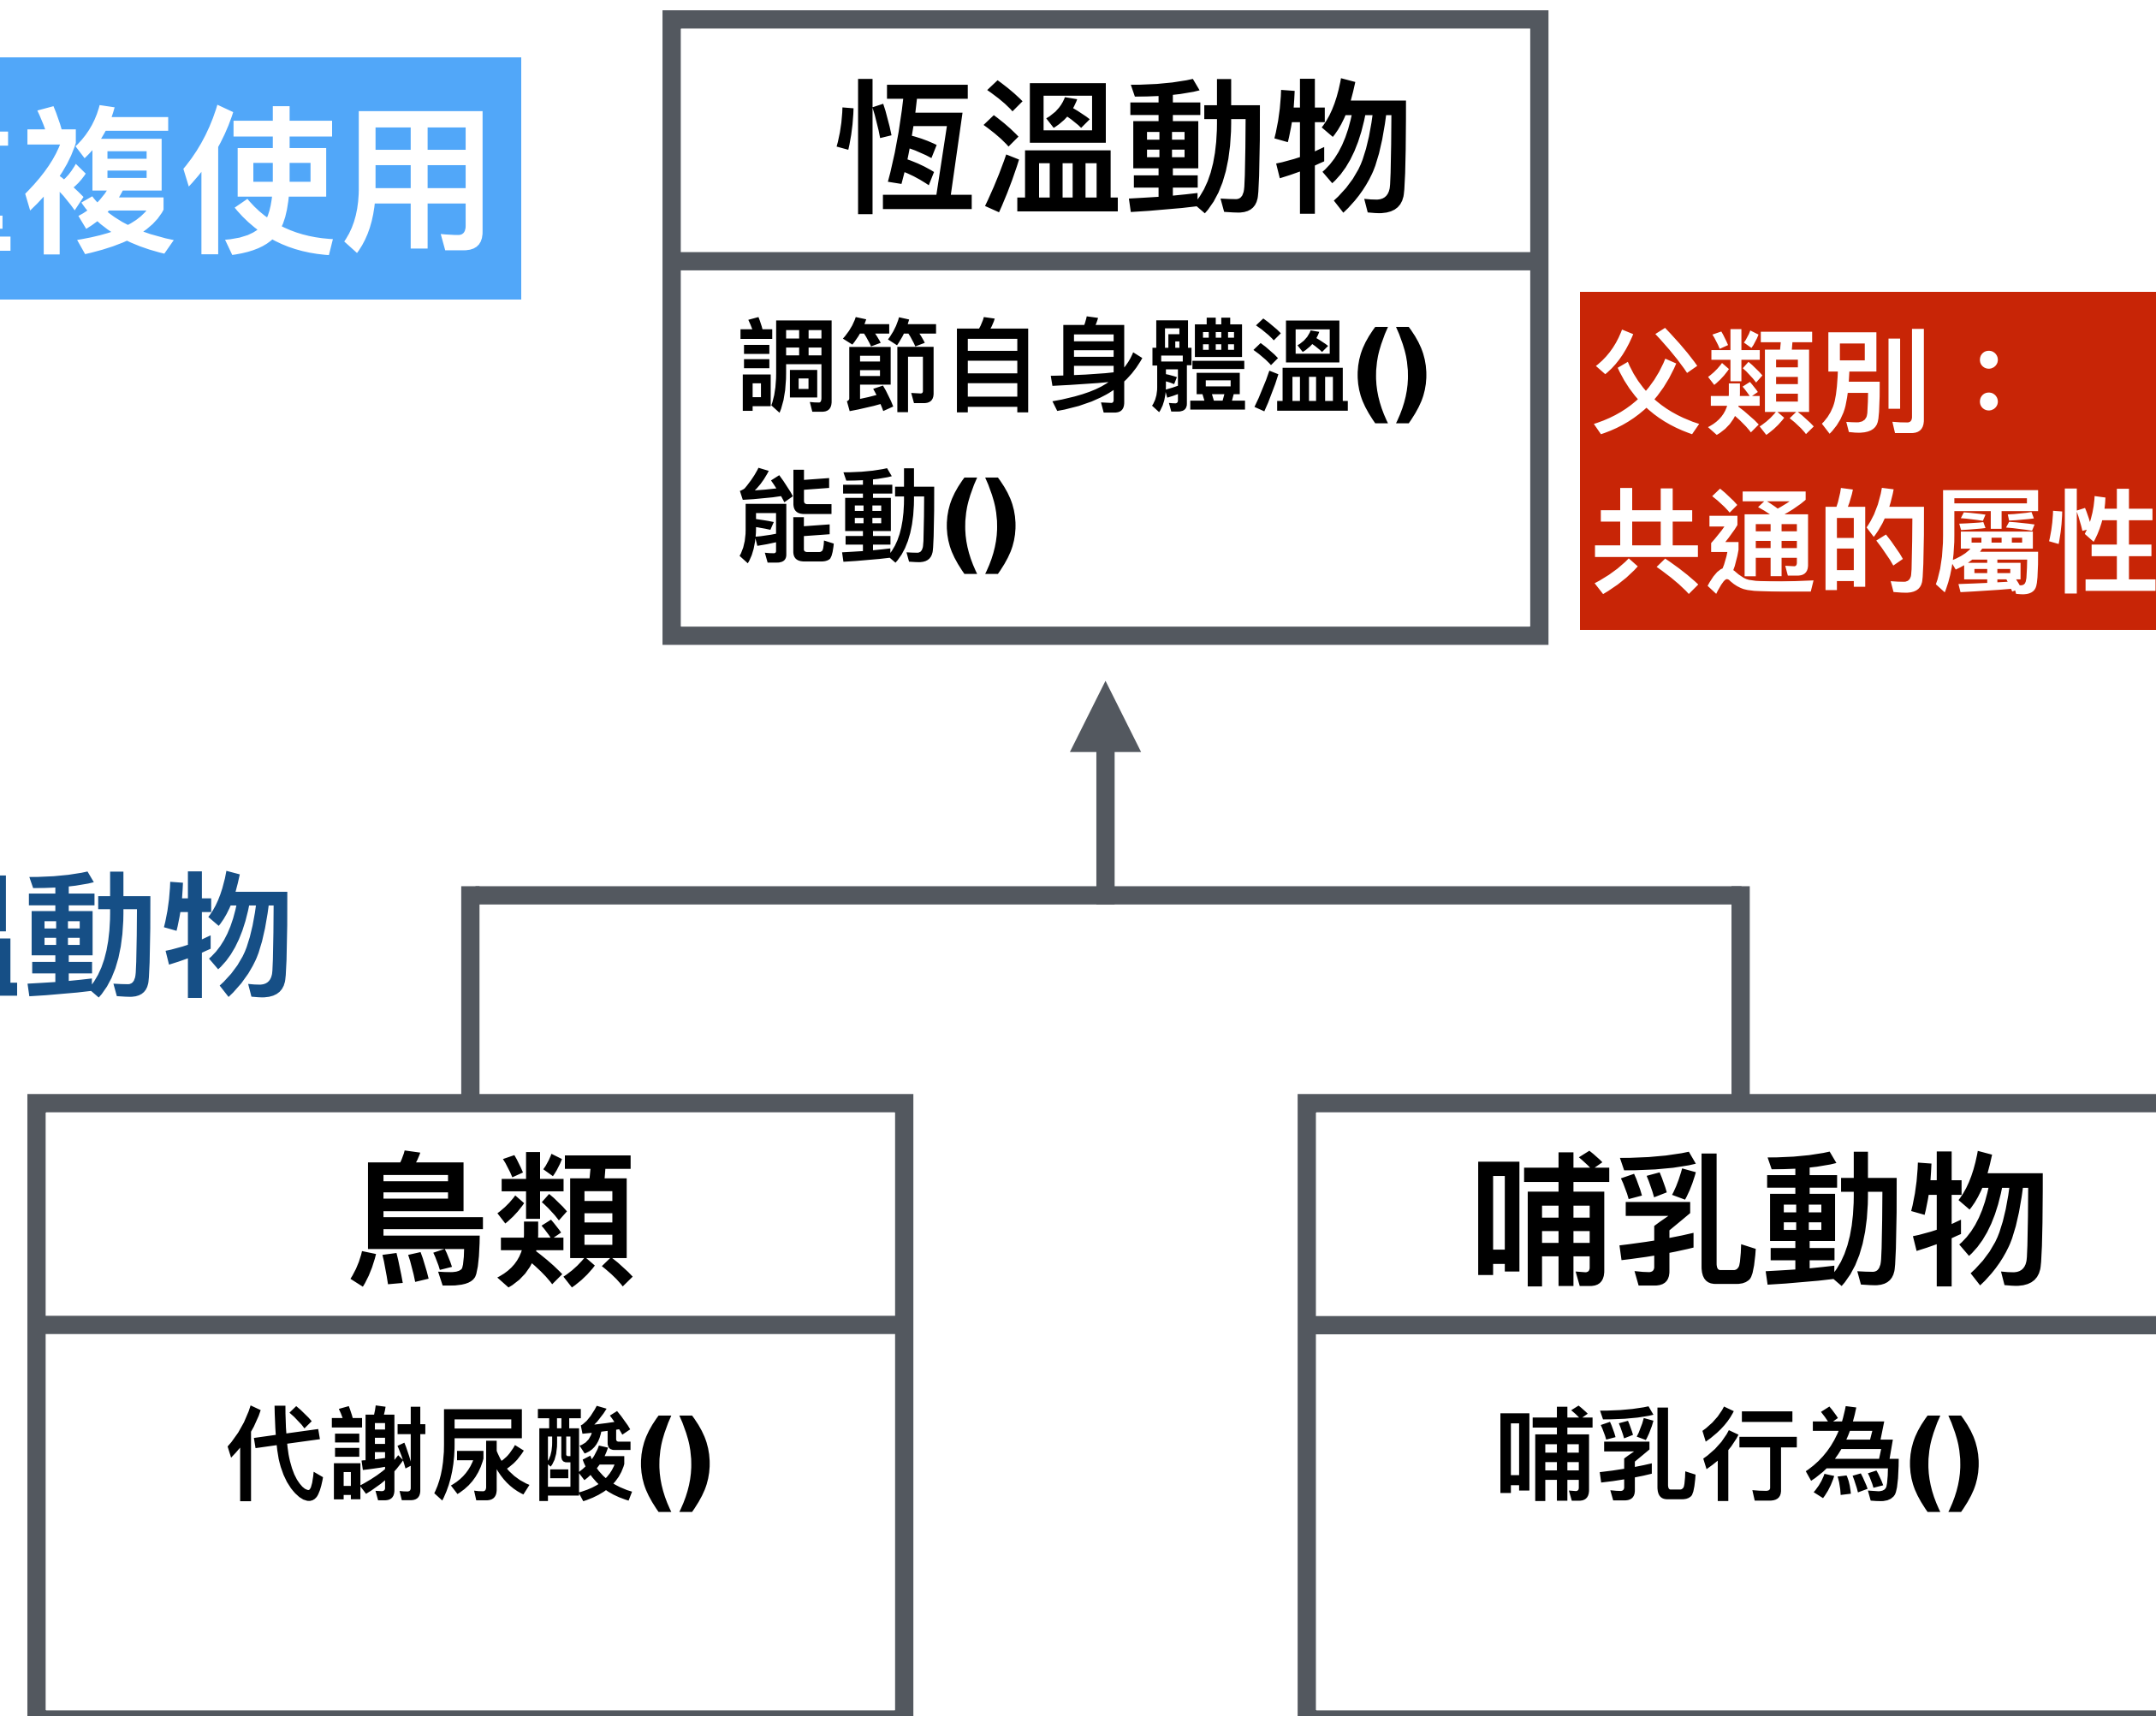 複使用
恆溫動物
調節自身體溫()
能動()
父類別：
共通的屬性
動物
鳥類
哺乳動物
代謝尿酸()
哺乳行為()